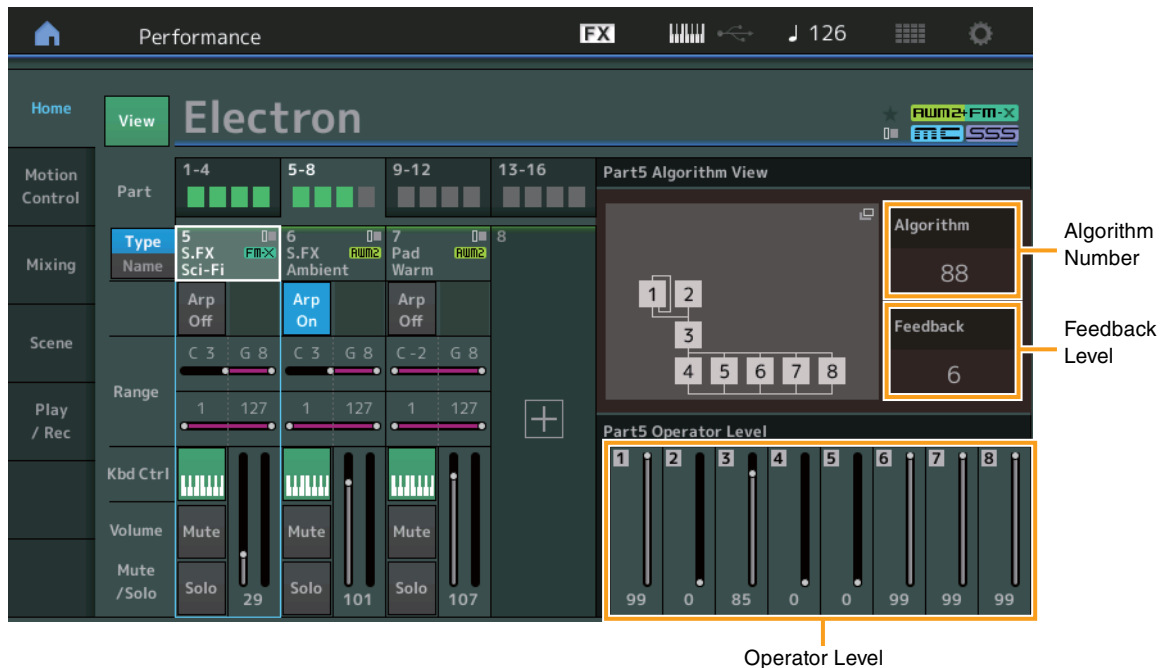 Performance
FX
126
Home
View
Electron
AWM2+FM-X
MC SSS
Motion
Control
Part
1-4
5-8
9-12
13-16
Part5 Algorithm View
Type
Name
5
S.FX
FM-X
Sci-Fi
6
S.FX
AWM2
Ambient
7
Pad
AWM2
Warm
8
Algorithm
88
Algorithm
Number
Mixing
Arp
Off
Arp
On
Arp
Off
1 2
3
4 5 6 7 8
Feedback
6
Feedback
Level
Scene
Range
C 3 G 8
C 3 G 8
C -2 G 8
1 127
1 127
1 127
Play
/ Rec
Part5 Operator Level
Kbd Ctrl
Volume
Mute
Mute
Mute
Mute
/Solo
Solo
29
Solo
101
Solo
107
1 2 3 4 5 6 7 8
99 0 85 0 0 99 99 99
Operator Level